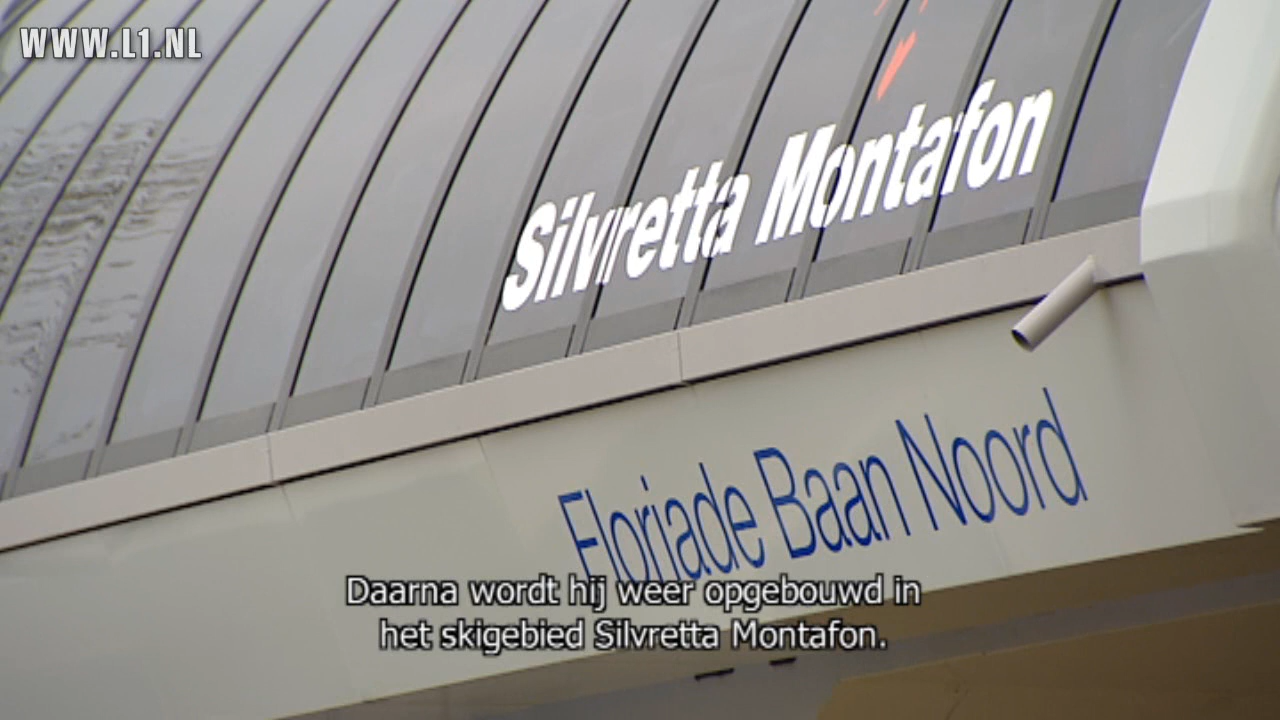 WWW.L1.NL
Silvretta Montafon
Floriade Baan Noord
Daarna wordt hij weer opgebouwd in
het skigebied Silvretta Montafon.